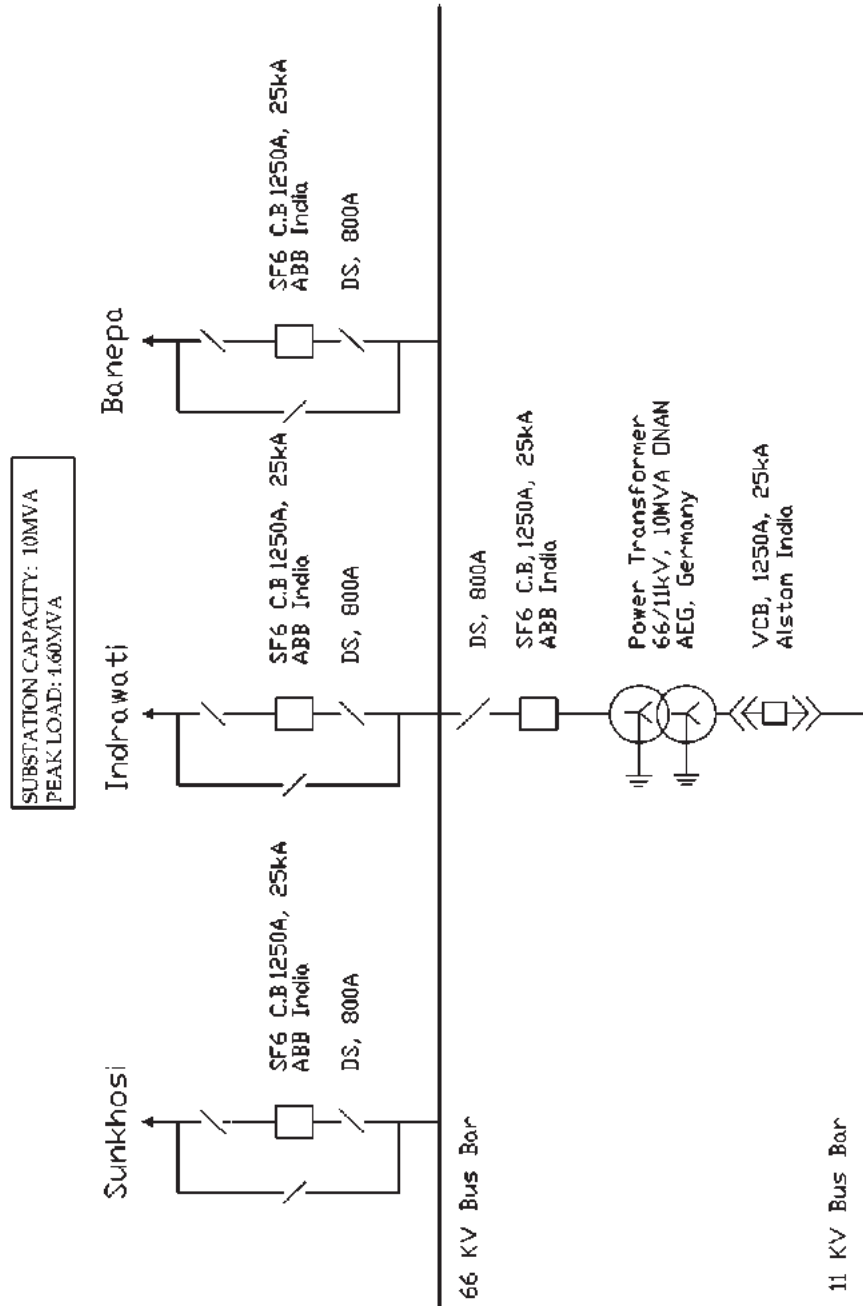 SUBSTATION CAPACITY: 10MVA
PEAK LOAD: 4.60MVA
Sunkhosi
Indrawati
Banepa
SF6 C.B 1250A, 25kA
ABB India
DS, 800A
SF6 C.B 1250A, 25kA
ABB India
DS, 800A
SF6 C.B 1250A, 25kA
ABB India
DS, 800A
66 KV Bus Bar
DS, 800A
SF6 C.B, 1250A, 25kA
ABB India
Power Transformer
66/11kV, 10MVA ONAN
AEG, Germany
VCB, 1250A, 25kA
Alstom India
11 KV Bus Bar